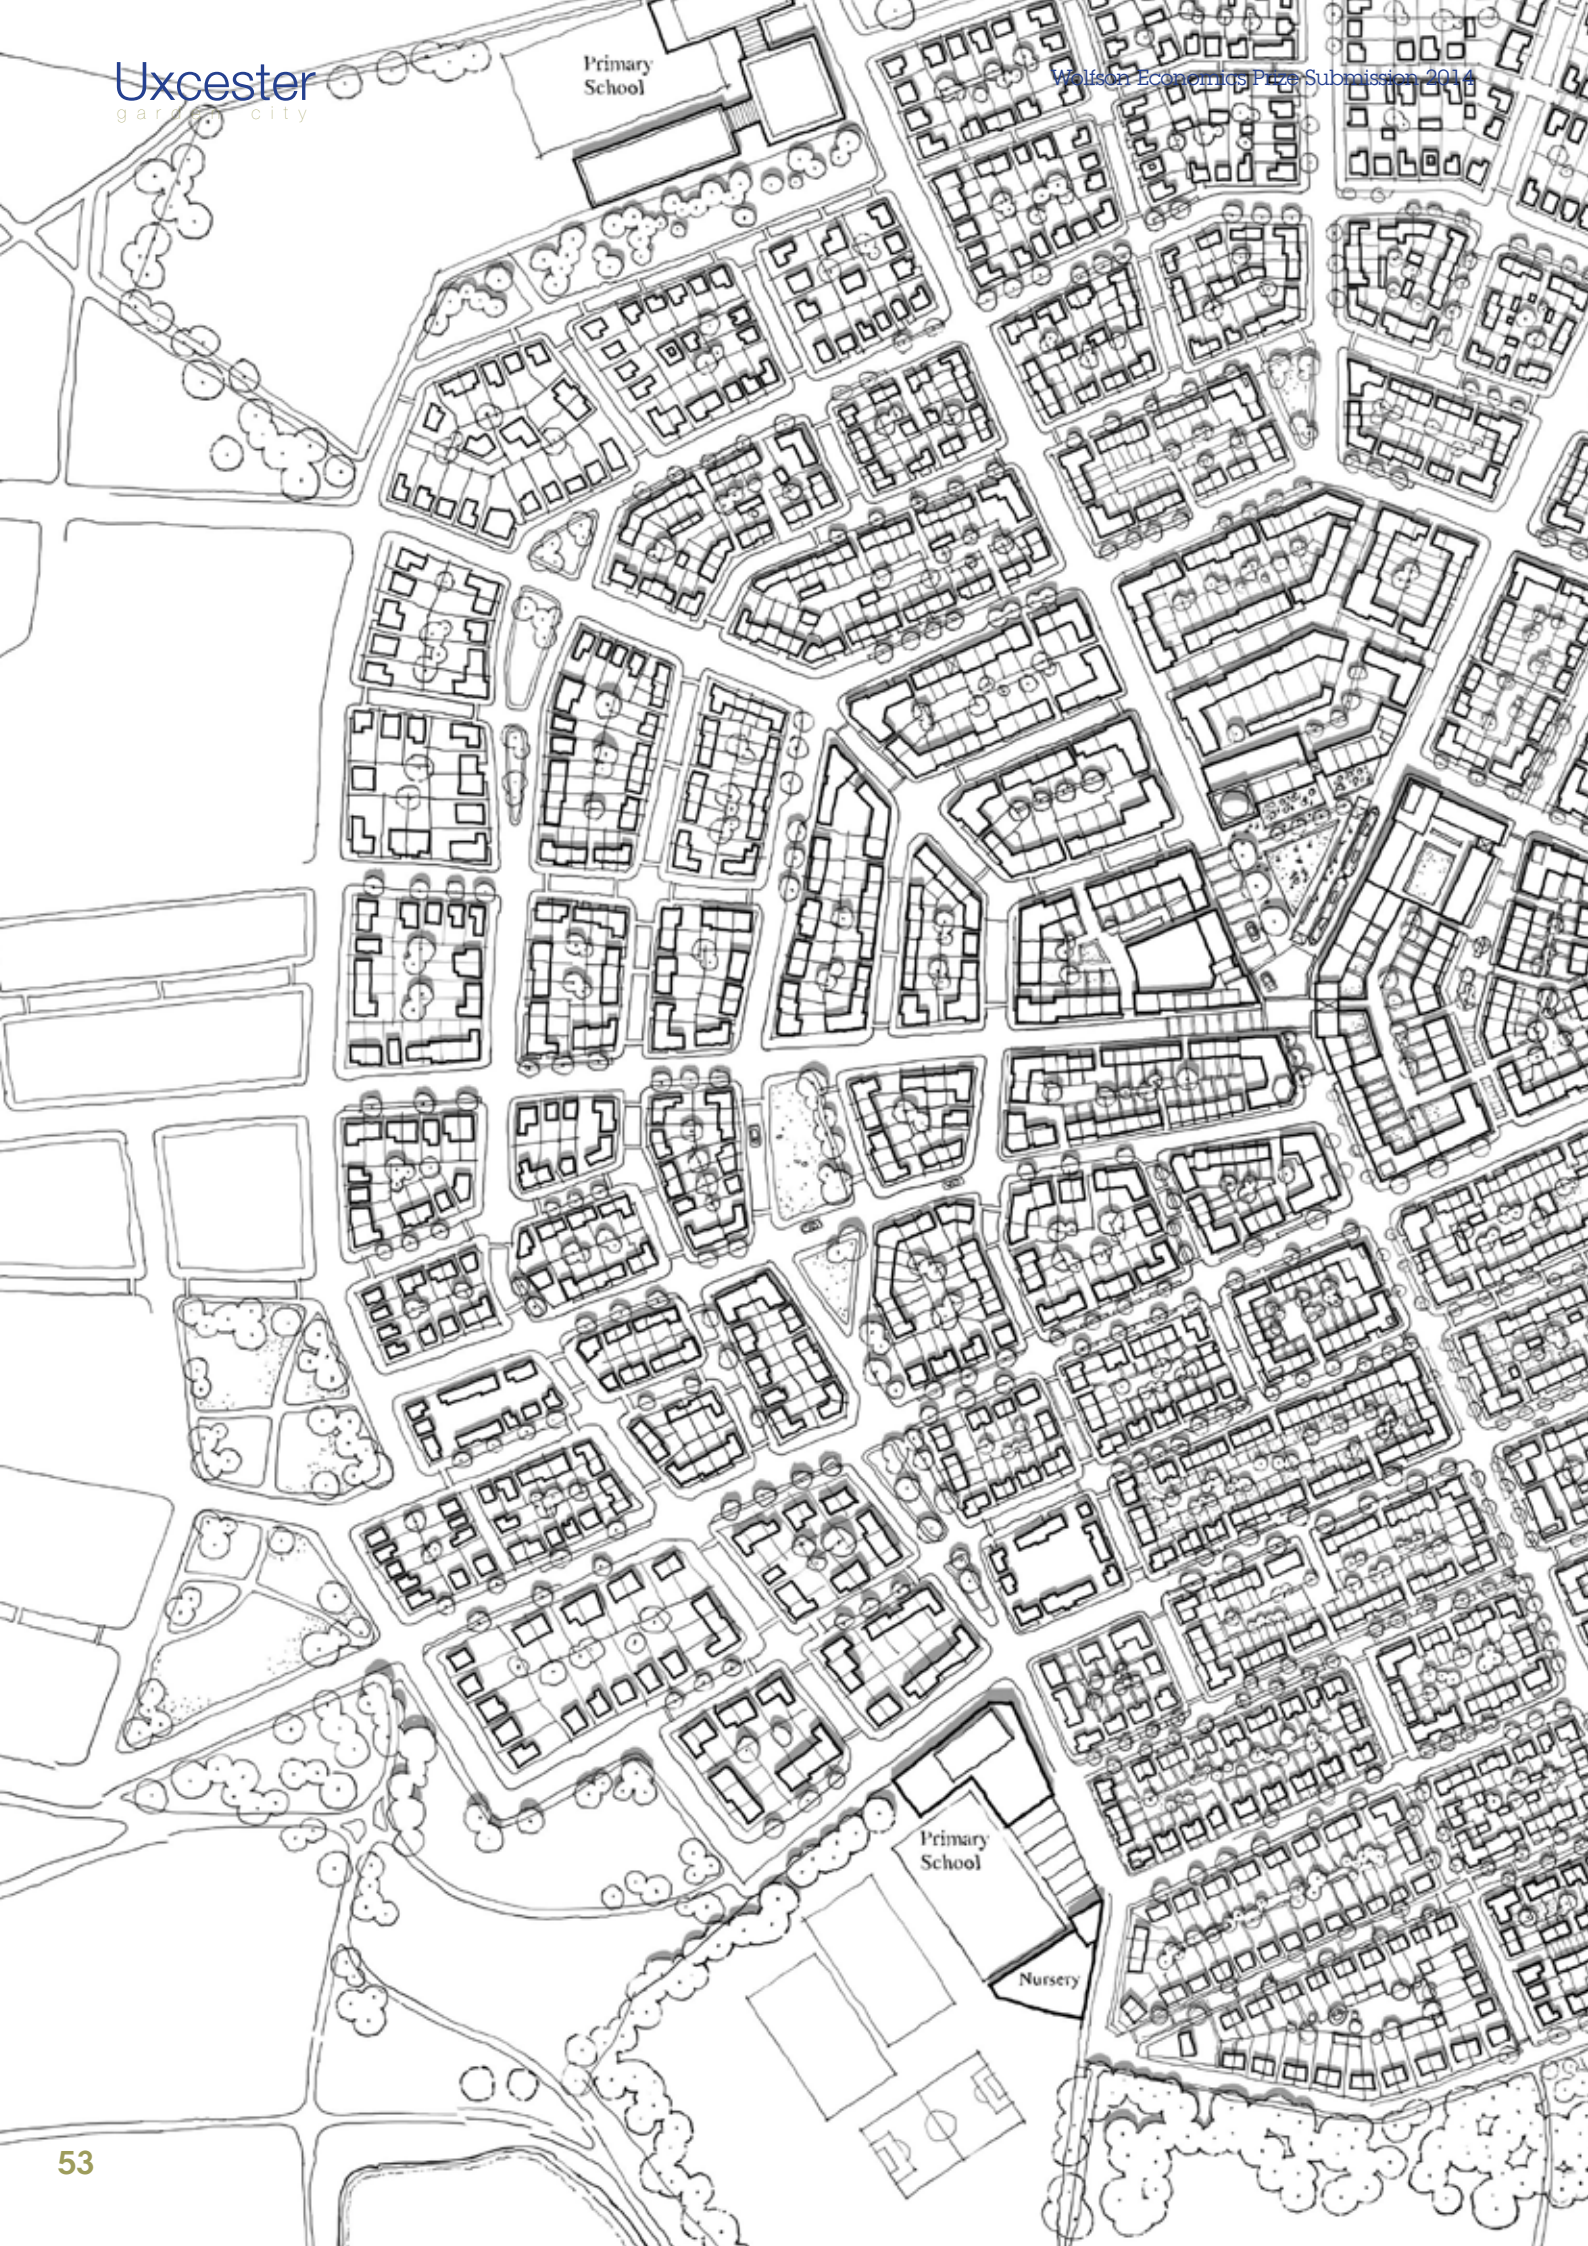 Uxcester
garden city
Wolfson Economics Prize Submission 2014
Primary
School
Primary
School
Nursery
53